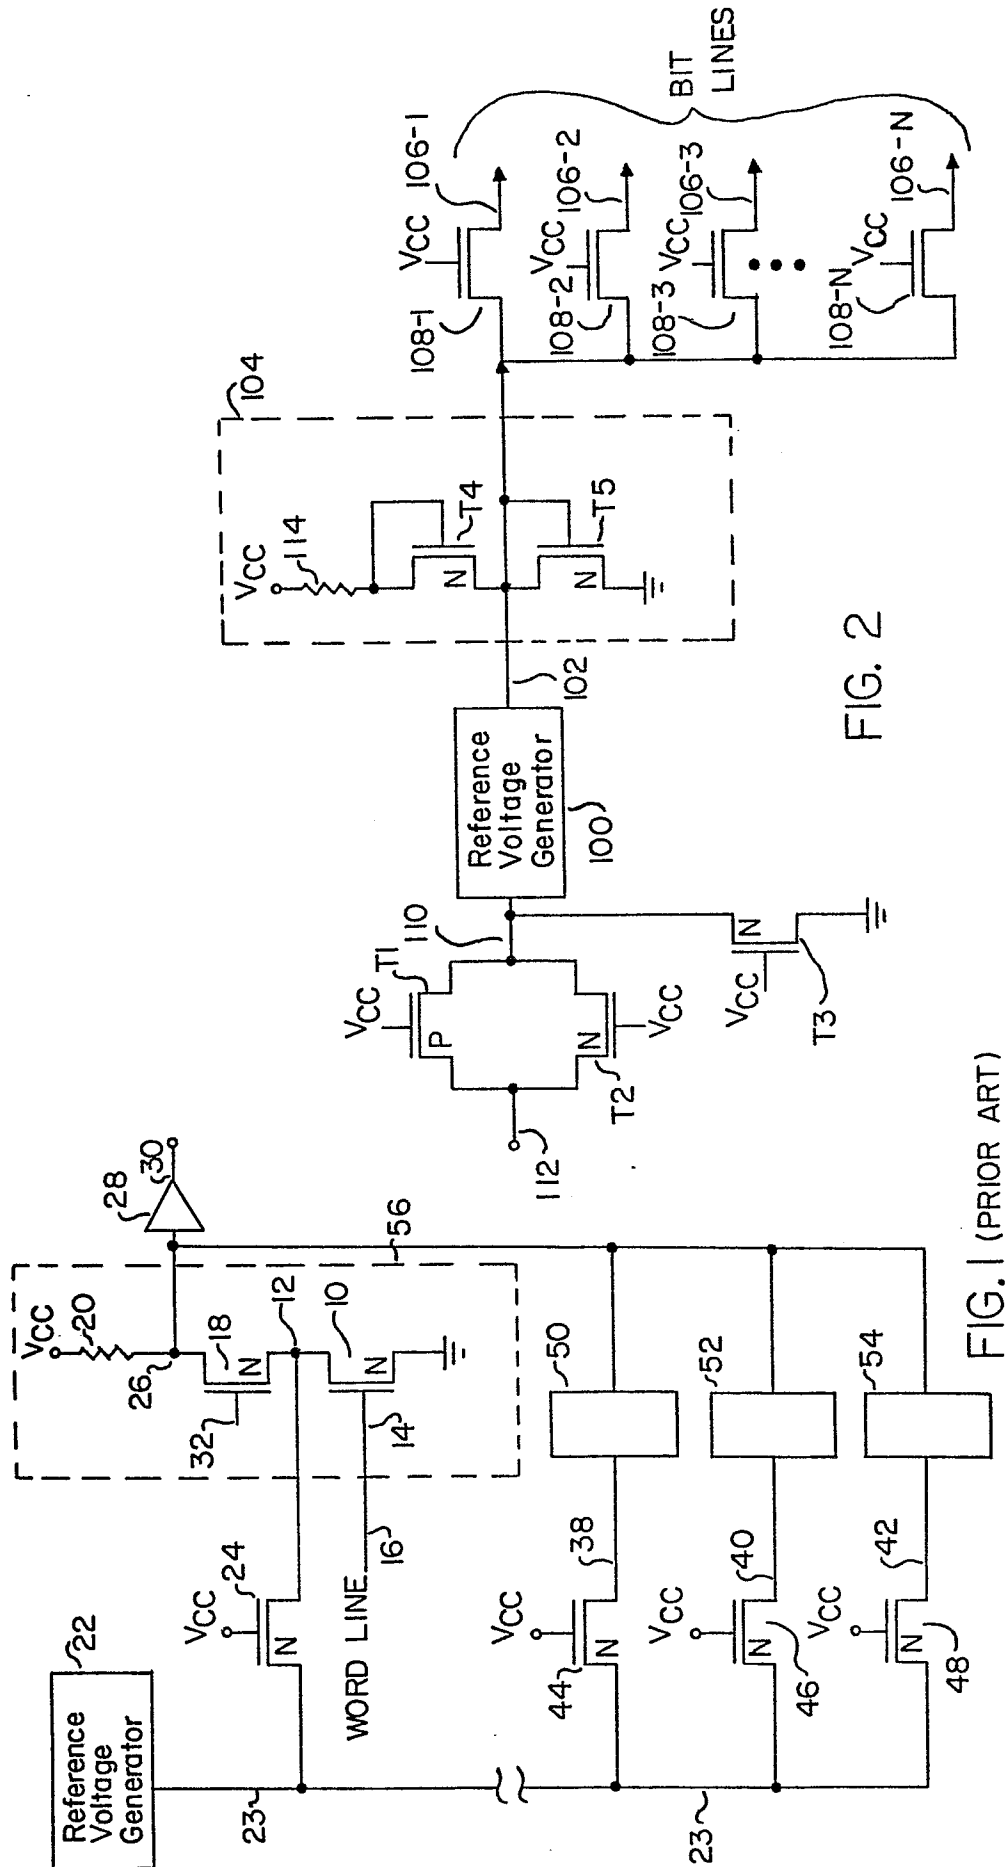 Reference
Voltage
Generator
22
23
VCC
24
N
WORD LINE
16
14
32
26
VCC
20
18
N
12
10
N
28
30
56
VCC
44
N
38
50
VCC
N
46
40
52
VCC
N
48
42
54
23
FIG. 1 (PRIOR ART)
112
VCC
P
T1
N
T2
VCC
110
VCC
N
T3
Reference
Voltage
Generator
100
102
104
VCC
114
N
T4
N
T5
108-1
VCC
106-1
108-2
VCC
106-2
108-3
VCC
106-3
108-N
VCC
106-N
BIT
LINES
FIG. 2